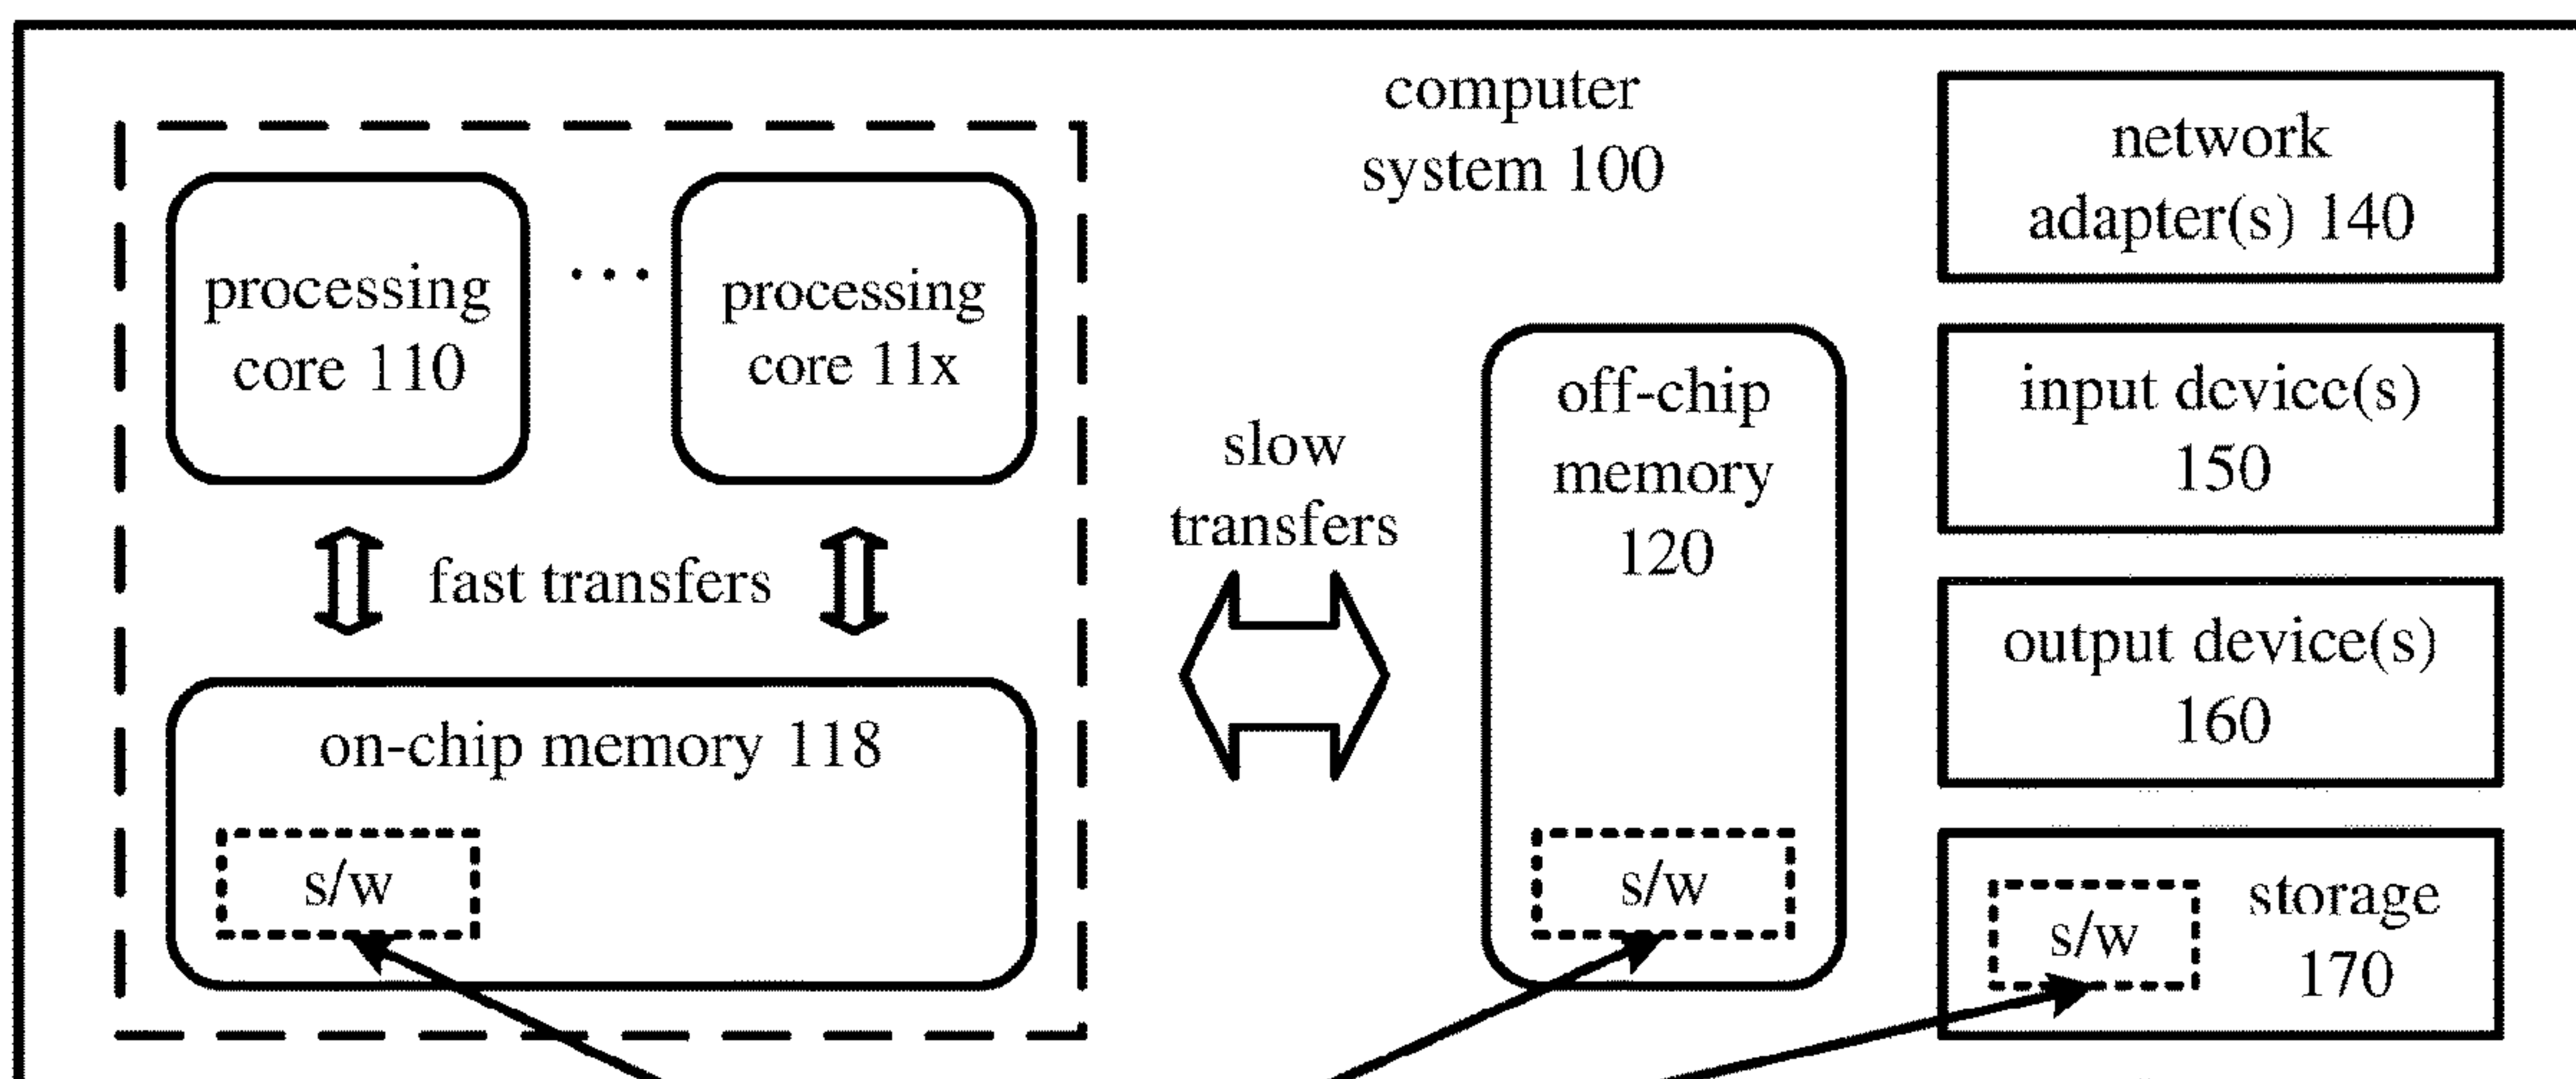 computer
system 100
processing
core 110
...
processing
core 11x
fast transfers
on-chip memory 118
s/w
slow
transfers
off-chip
memory
120
s/w
network
adapter(s) 140
input device(s)
150
output device(s)
160
storage
170
s/w